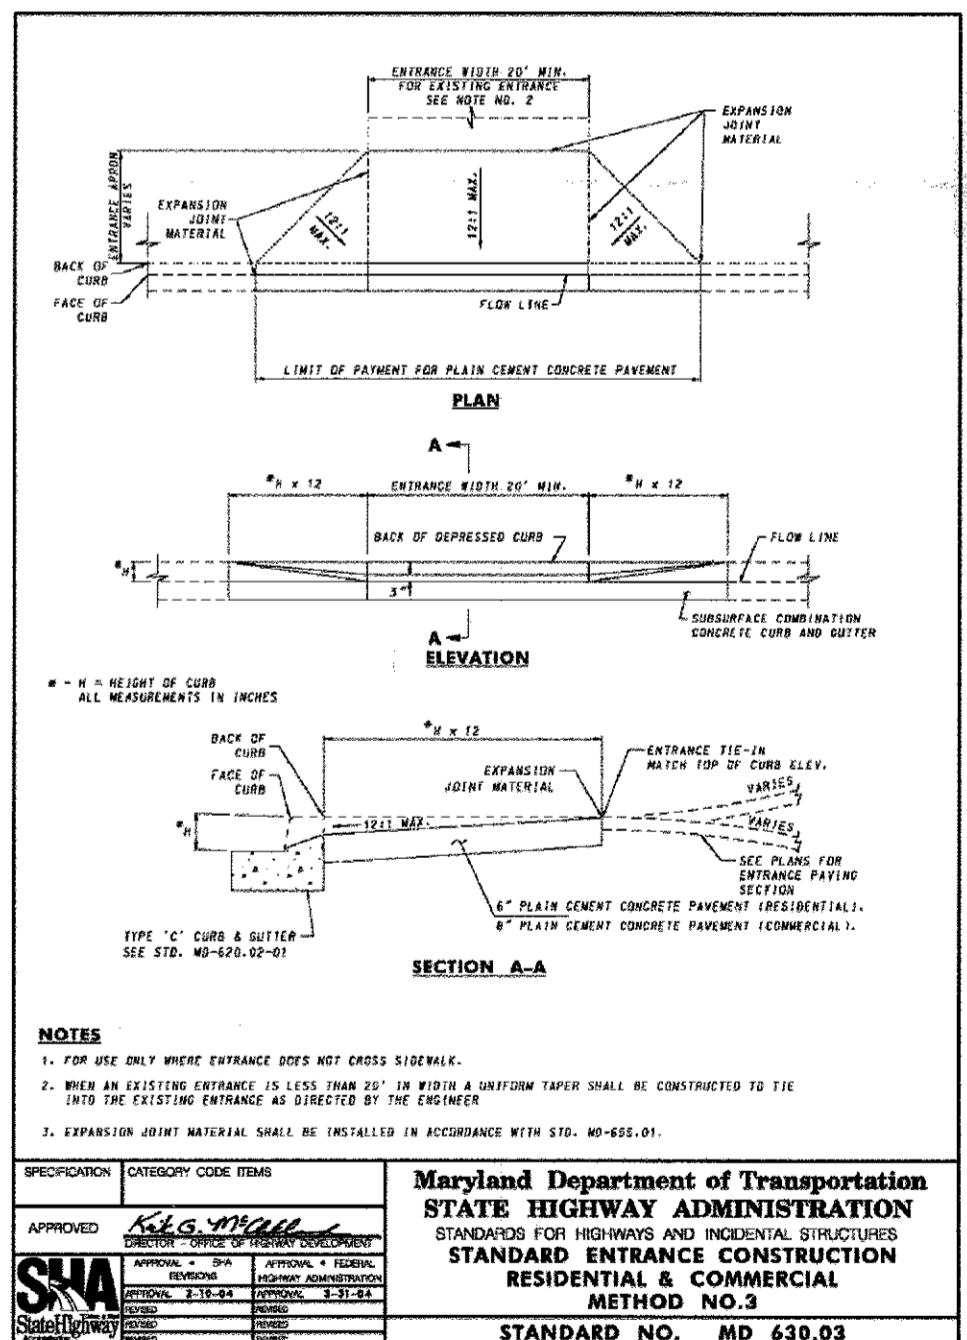 ENTRANCE WIDTH 20' MIN.
FOR EXISTING ENTRANCE
SEE NOTE NO. 2
EXPANSION
JOINT
MATERIAL
ENTRANCE APRON
VARIES
EXPANSION
JOINT
MATERIAL
12:1
MAX.
12:1 MAX.
12:1
MAX.
BACK OF
CURB
FACE OF
CURB
FLOW LINE
LIMIT OF PAYMENT FOR PLAIN CEMENT CONCRETE PAVEMENT
PLAN
A
*H x 12
ENTRANCE WIDTH 20' MIN.
*H x 12
BACK OF DEPRESSED CURB
FLOW LINE
*H
3"
SUBSURFACE COMBINATION
CONCRETE CURB AND GUTTER
A
ELEVATION
* - H = HEIGHT OF CURB
ALL MEASUREMENTS IN INCHES
*H x 12
BACK OF
CURB
FACE OF
CURB
EXPANSION
JOINT MATERIAL
ENTRANCE TIE-IN
MATCH TOP OF CURB ELEV.
VARIES
*H
12:1 MAX.
VARIES
SEE PLANS FOR
ENTRANCE PAVING
SECTION
6" PLAIN CEMENT CONCRETE PAVEMENT (RESIDENTIAL).
8" PLAIN CEMENT CONCRETE PAVEMENT (COMMERCIAL).
TYPE 'C' CURB & GUTTER
SEE STD. MD-620.02-01
SECTION A-A
NOTES
1. FOR USE ONLY WHERE ENTRANCE DOES NOT CROSS SIDEWALK.
2. WHEN AN EXISTING ENTRANCE IS LESS THAN 20' IN WIDTH A UNIFORM TAPER SHALL BE CONSTRUCTED TO TIE
INTO THE EXISTING ENTRANCE AS DIRECTED BY THE ENGINEER
3. EXPANSION JOINT MATERIAL SHALL BE INSTALLED IN ACCORDANCE WITH STD. MD-655.01.
SPECIFICATION
CATEGORY CODE ITEMS
APPROVED
DIRECTOR - OFFICE OF HIGHWAY DEVELOPMENT
SHA
State Highway
APPROVAL • SHA
REVISIONS
APPROVAL • FEDERAL
HIGHWAY ADMINISTRATION
APPROVAL 2-10-04
APPROVAL 3-31-04
REVISED
REVISED
REVISED
REVISED
REVISED
REVISED
Maryland Department of Transportation
STATE HIGHWAY ADMINISTRATION
STANDARDS FOR HIGHWAYS AND INCIDENTAL STRUCTURES
STANDARD ENTRANCE CONSTRUCTION
RESIDENTIAL & COMMERCIAL
METHOD NO.3
STANDARD NO. MD 630.03